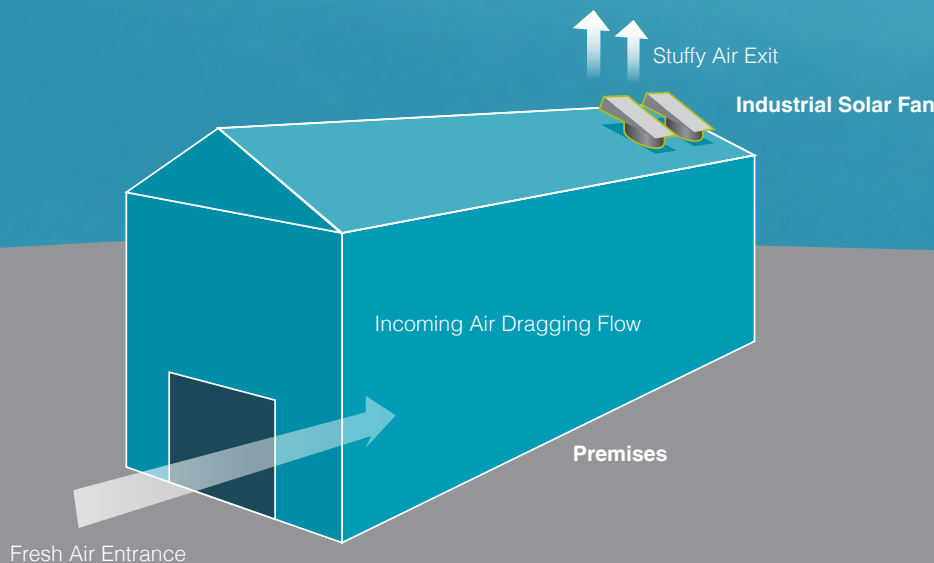 Stuffy Air Exit
Industrial Solar Fan
Incoming Air Dragging Flow
Premises
Fresh Air Entrance